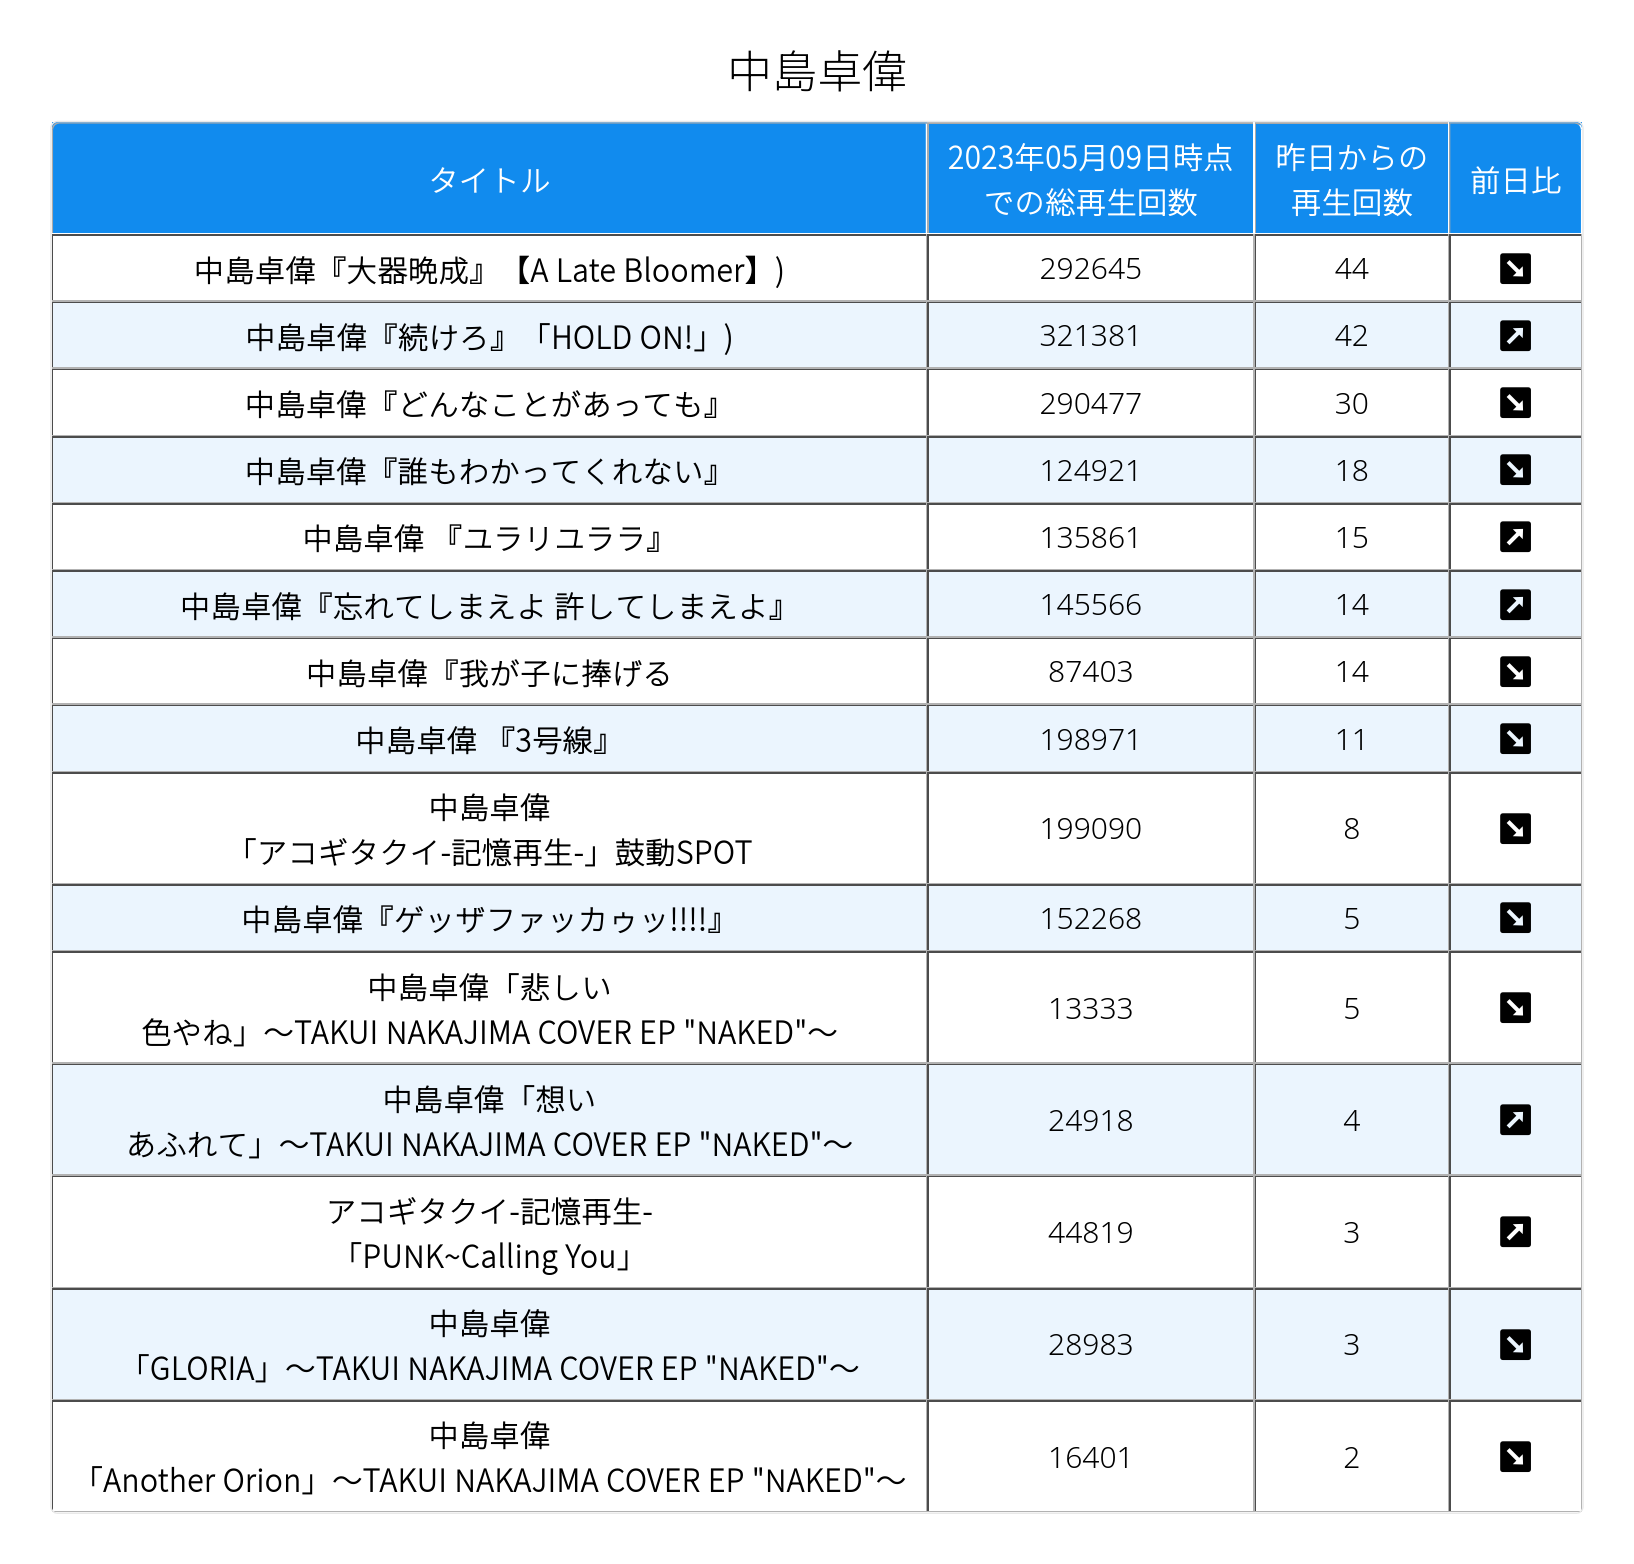 中島卓偉
タイトル
2023年05月09日時点
での総再生回数
昨日からの
再生回数
前日比
中島卓偉『大器晩成』【A Late Bloomer】)
292645
44
中島卓偉『続けろ』「HOLD ON!」)
321381
42
中島卓偉『どんなことがあっても』
290477
30
中島卓偉『誰もわかってくれない』
124921
18
中島卓偉 『ユラリユララ』
135861
15
中島卓偉『忘れてしまえよ 許してしまえよ』
145566
14
中島卓偉『我が子に捧げる
87403
14
中島卓偉 『3号線』
198971
11
中島卓偉
「アコギタクイ-記憶再生-」鼓動SPOT
199090
8
中島卓偉『ゲッザファッカゥッ!!!!』
152268
5
中島卓偉「悲しい
色やね」～TAKUI NAKAJIMA COVER EP "NAKED"～
13333
5
中島卓偉「想い
あふれて」～TAKUI NAKAJIMA COVER EP "NAKED"～
24918
4
アコギタクイ-記憶再生-
「PUNK~Calling You」
44819
3
中島卓偉
「GLORIA」～TAKUI NAKAJIMA COVER EP "NAKED"～
28983
3
中島卓偉
「Another Orion」～TAKUI NAKAJIMA COVER EP "NAKED"～
16401
2